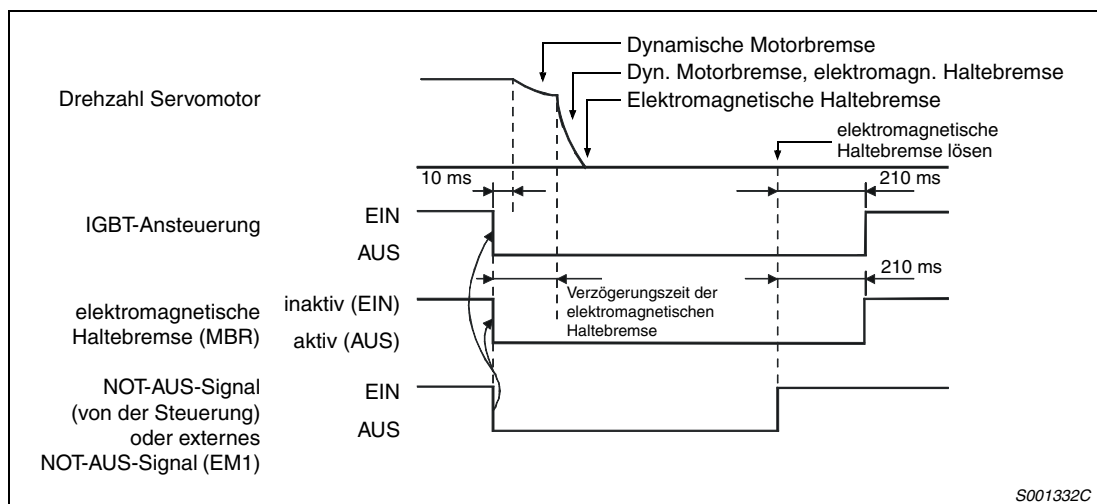 Dynamische Motorbremse
Dyn. Motorbremse, elektromagn. Haltebremse
Drehzahl Servomotor
Elektromagnetische Haltebremse
elektromagnetische
Haltebremse lösen
10 ms
210 ms
IGBT-Ansteuerung
EIN
AUS
210 ms
elektromagnetische
Haltebremse (MBR)
inaktiv (EIN)
aktiv (AUS)
Verzögerungszeit der
elektromagnetischen
Haltebremse
NOT-AUS-Signal
(von der Steuerung)
oder externes
NOT-AUS-Signal (EM1)
EIN
AUS
S001332C